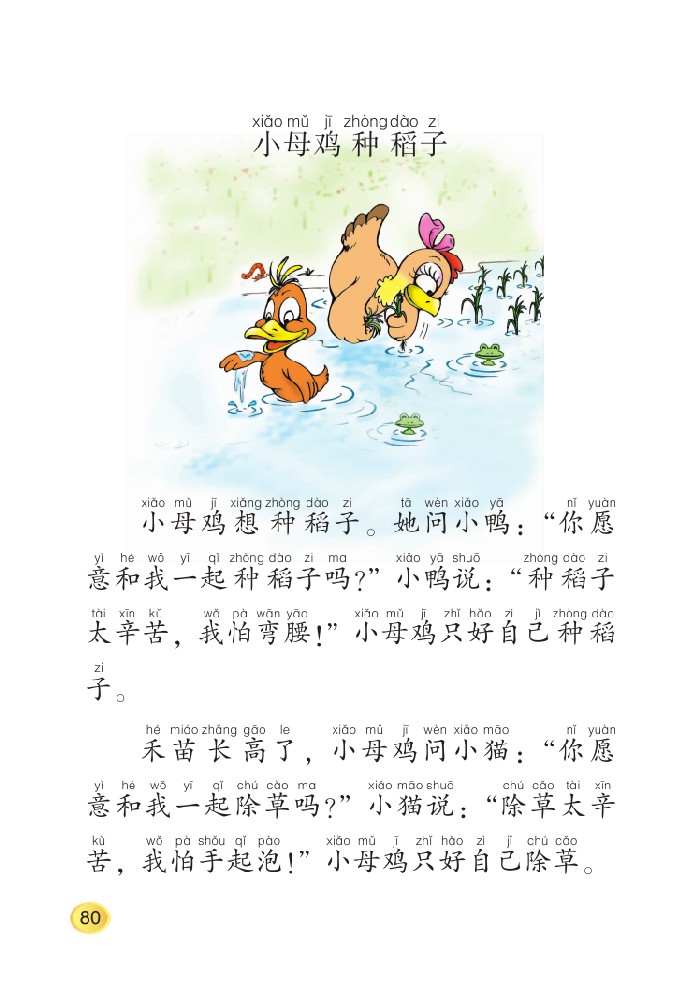 xiǎo mǔ jī zhòng dào zi
小母鸡种稻子
xiǎo mǔ jī xiǎng zhòng dào zi tā wèn xiǎo yā nǐ yuàn
小母鸡想种稻子。她问小鸭：“你愿
yì hé wǒ yī qǐ zhòng dào zi ma xiǎo yā shuō zhòng dào zi
意和我一起种稻子吗？”小鸭说：“种稻子
tài xīn kǔ wǒ pà wān yāo xiǎo mǔ jī zhǐ hǎo zì jǐ zhòng dào
太辛苦，我怕弯腰！”小母鸡只好自己种稻
zi
子。
hé miáo zhǎng gāo le xiǎo mǔ jī wèn xiǎo māo nǐ yuàn
禾苗长高了，小母鸡问小猫：“你愿
yì hé wǒ yī qǐ chú cǎo ma xiǎo māo shuō chú cǎo tài xīn
意和我一起除草吗？”小猫说：“除草太辛
kǔ wǒ pà shǒu qǐ pào xiǎo mǔ jī zhǐ hǎo zì jǐ chú cǎo
苦，我怕手起泡！”小母鸡只好自己除草。
80